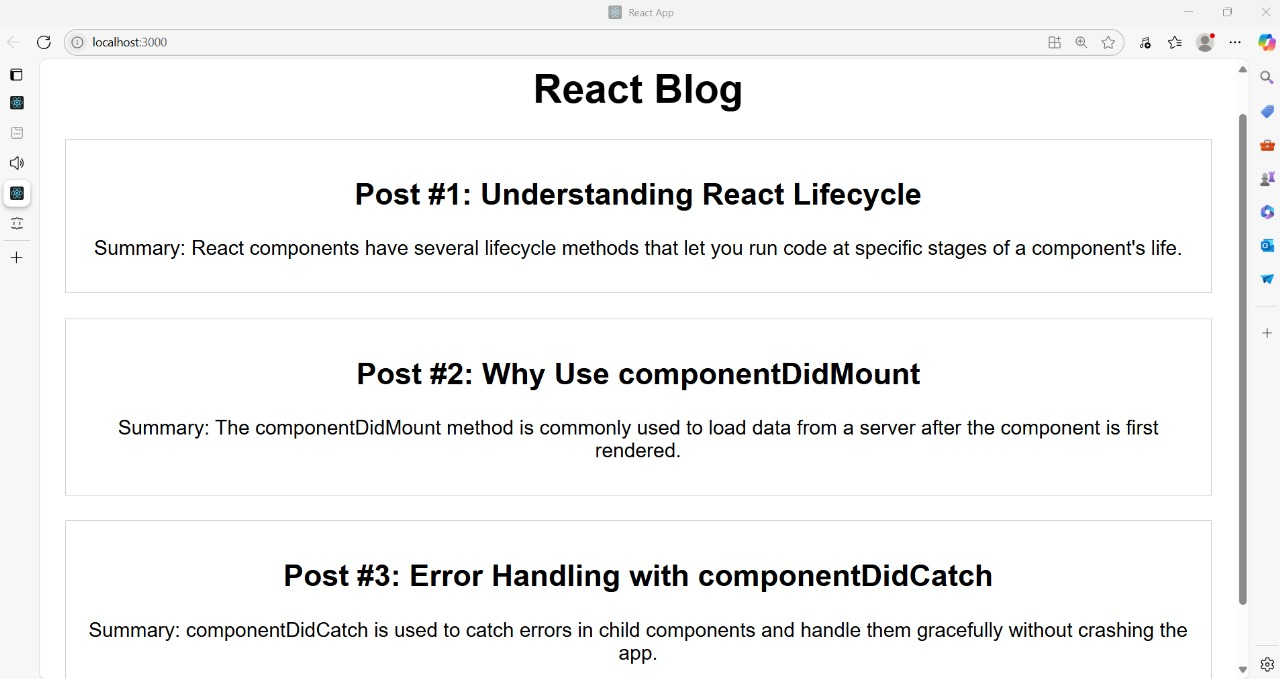 React App
localhost:3000
React Blog
Post #1: Understanding React Lifecycle
Summary: React components have several lifecycle methods that let you run code at specific stages of a component's life.
Post #2: Why Use componentDidMount
Summary: The componentDidMount method is commonly used to load data from a server after the component is first
rendered.
Post #3: Error Handling with componentDidCatch
Summary: componentDidCatch is used to catch errors in child components and handle them gracefully without crashing the
app.